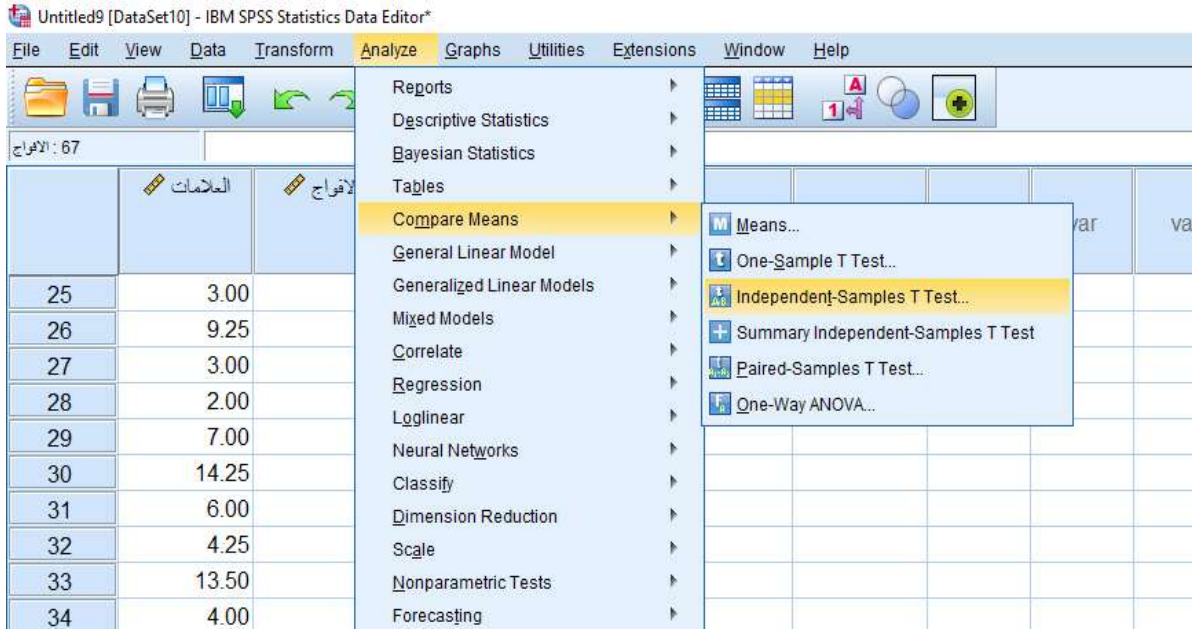 Untitled9 [DataSet10] - IBM SPSS Statistics Data Editor*
File Edit View Data Transform Analyze Graphs Utilities Extensions Window Help
67 : الافواج
العلامات
الافواج
var
va
Reports
Descriptive Statistics
Bayesian Statistics
Tables
Compare Means
General Linear Model
Generalized Linear Models
Mixed Models
Correlate
Regression
Loglinear
Neural Networks
Classify
Dimension Reduction
Scale
Nonparametric Tests
Forecasting
Means...
One-Sample T Test...
Independent-Samples T Test...
Summary Independent-Samples T Test
Paired-Samples T Test...
One-Way ANOVA...
25 3.00
26 9.25
27 3.00
28 2.00
29 7.00
30 14.25
31 6.00
32 4.25
33 13.50
34 4.00